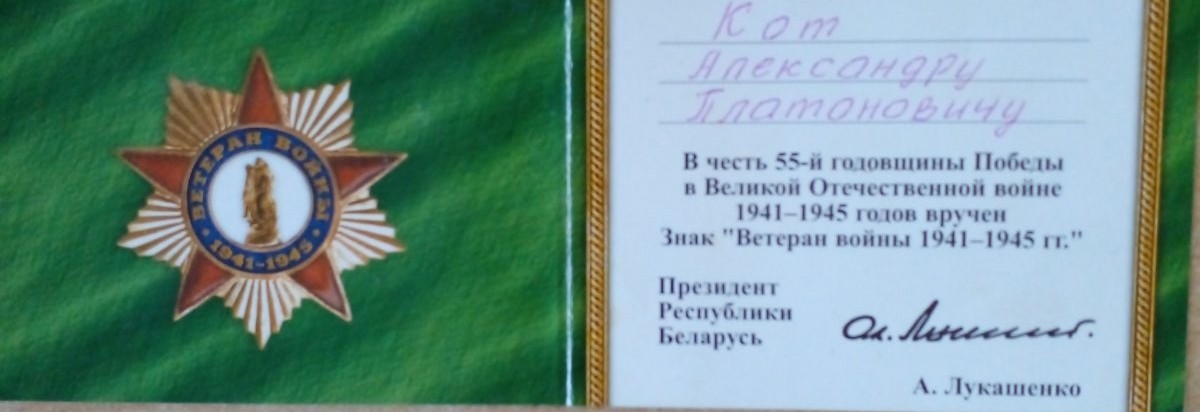 ВЕТЕРАН ВОЙНЫ
1941-1945
Кот
Александру
Платоновичу
В честь 55-й годовщины Победы
в Великой Отечественной войне
1941–1945 годов вручен
Знак "Ветеран войны 1941–1945 гг."
Президент
Республики
Беларусь
А. Лукашенко